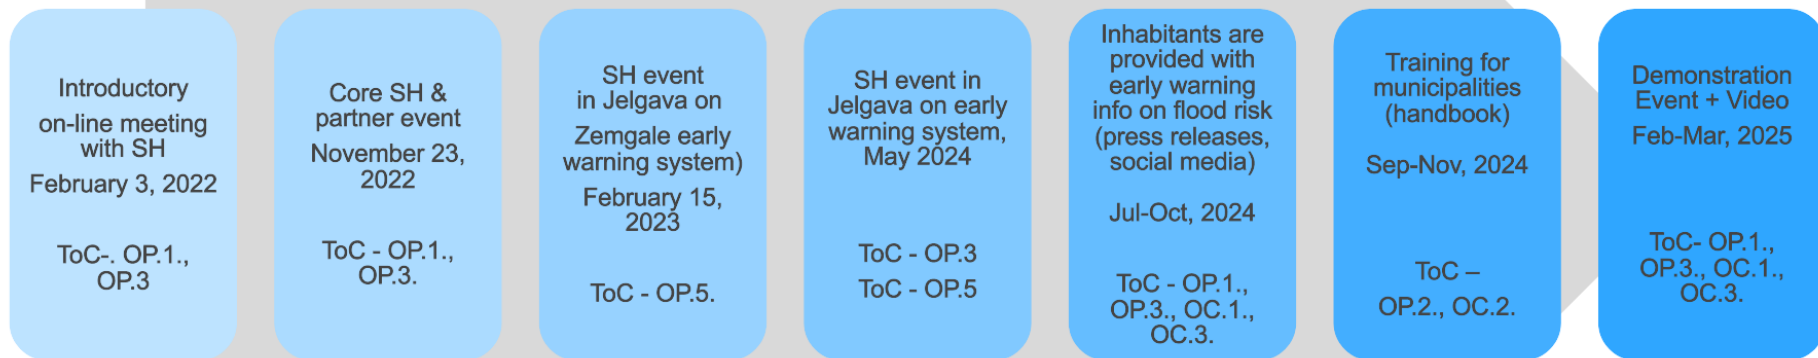 Introductory
on-line meeting
with SH
February 3, 2022
ToC-. OP.1.,
OP.3
Core SH &
partner event
November 23,
2022
ToC - OP.1.,
OP.3.
SH event
in Jelgava on
Zemgale early
warning system)
February 15,
2023
ToC - OP.5.
SH event in
Jelgava on early
warning system,
May 2024
ToC - OP.3
ToC - OP.5
Inhabitants are
provided with
early warning
info on flood risk
(press releases,
social media)
Jul-Oct, 2024
ToC - OP.1.,
OP.3., OC.1.,
OC.3.
Training for
municipalities
(handbook)
Sep-Nov, 2024
ToC –
OP.2., OC.2.
Demonstration
Event + Video
Feb-Mar, 2025
ToC- OP.1.,
OP.3., OC.1.,
OC.3.